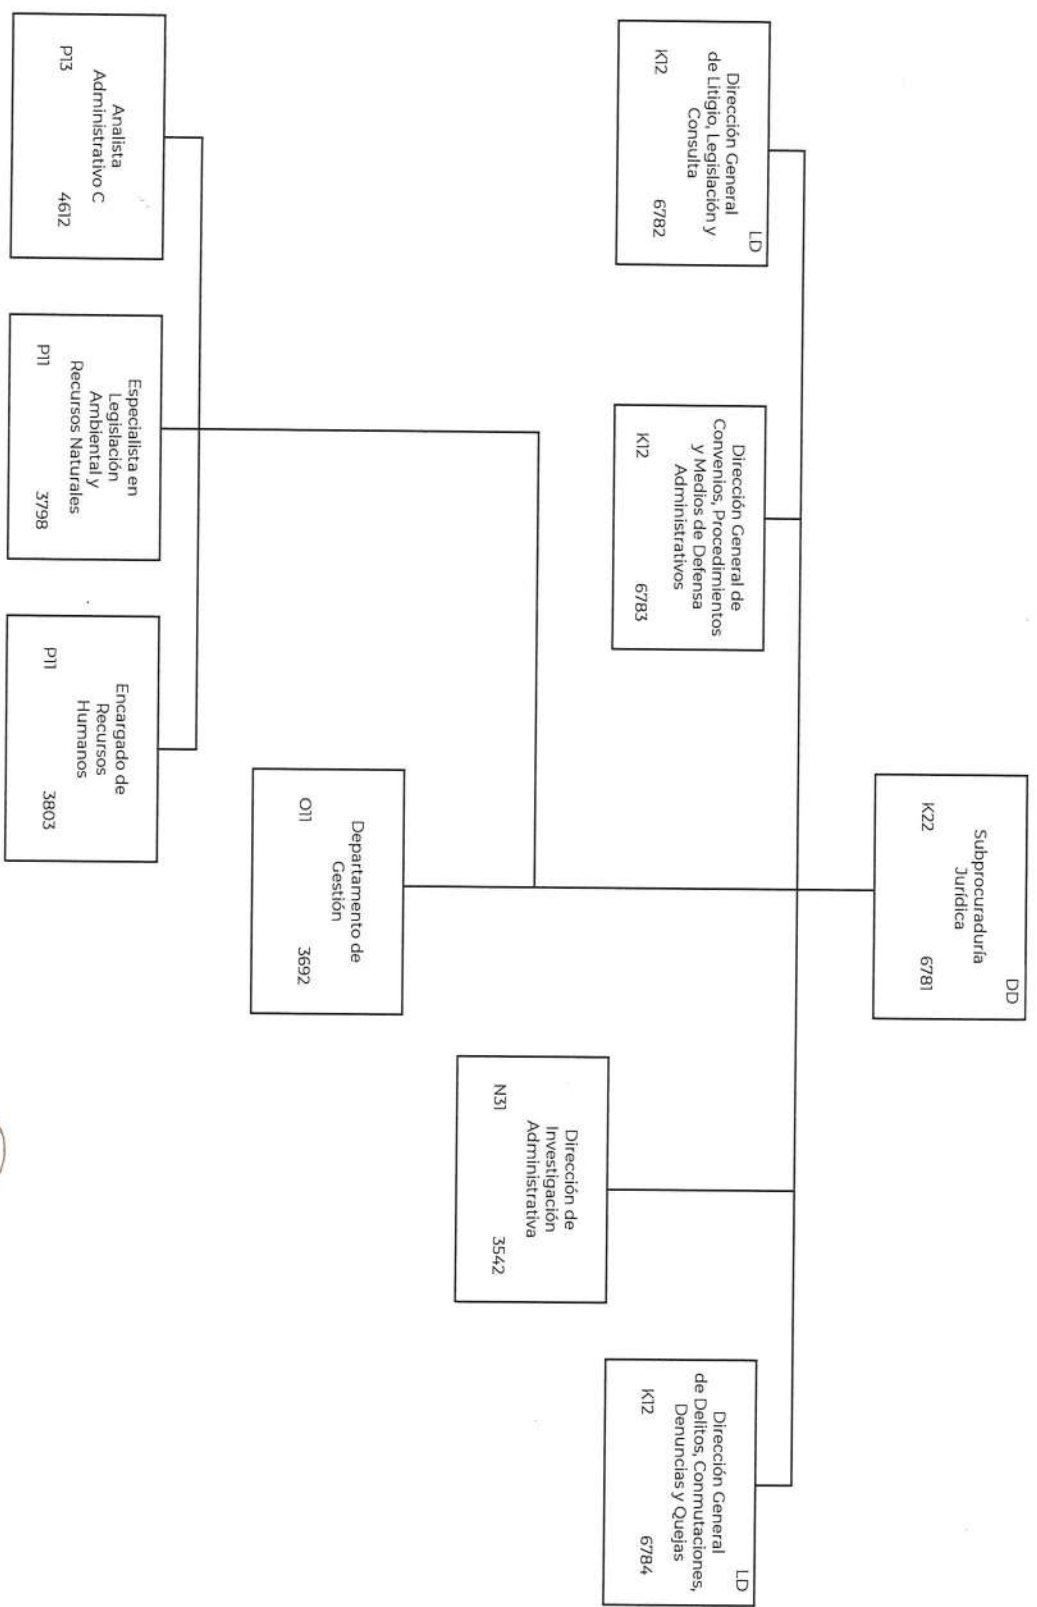 DD
Subprocuraduría
Jurídica
K22 6781
LD
Dirección General
de Litigio, Legislación y
Consulta
K12 6782
Dirección General de
Convenios, Procedimientos
y Medios de Defensa
Administrativos
K12 6783
LD
Dirección General
de Delitos, Conmutaciones,
Denuncias y Quejas
K12 6784
Dirección de
Investigación
Administrativa
N31 3542
Departamento de
Gestión
O11 3692
Analista
Administrativo C
P13 4612
Especialista en
Legislación
Ambiental y
Recursos Naturales
P11 3798
Encargado de
Recursos
Humanos
P11 3803